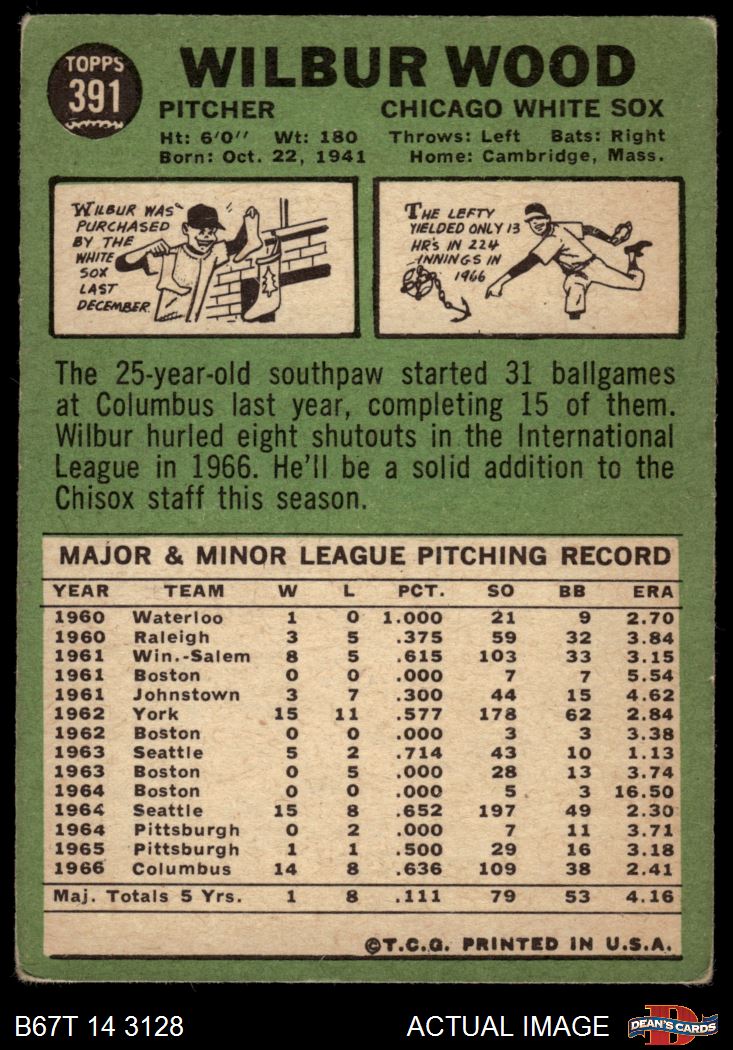 TOPPS
391
WILBUR WOOD
PITCHER CHICAGO WHITE SOX
Ht: 6'0'' Wt: 180 Throws: Left Bats: Right
Born: Oct. 22, 1941 Home: Cambridge, Mass.
WILBUR WAS
PURCHASED
BY THE
WHITE
SOX
LAST
DECEMBER.
THE LEFTY
YIELDED ONLY 13
HR'S IN 224
INNINGS IN
1966
The 25-year-old southpaw started 31 ballgames
at Columbus last year, completing 15 of them.
Wilbur hurled eight shutouts in the International
League in 1966. He'll be a solid addition to the
Chisox staff this season.
MAJOR & MINOR LEAGUE PITCHING RECORD
YEAR TEAM W L PCT. SO BB ERA
1960 Waterloo 1 0 1.000 21 9 2.70
1960 Raleigh 3 5 .375 59 32 3.84
1961 Win.-Salem 8 5 .615 103 33 3.15
1961 Boston 0 0 .000 7 7 5.54
1961 Johnstown 3 7 .300 44 15 4.62
1962 York 15 11 .577 178 62 2.84
1962 Boston 0 0 .000 3 3 3.38
1963 Seattle 5 2 .714 43 10 1.13
1963 Boston 0 5 .000 28 13 3.74
1964 Boston 0 0 .000 5 3 16.50
1964 Seattle 15 8 .652 197 49 2.30
1964 Pittsburgh 0 2 .000 7 11 3.71
1965 Pittsburgh 1 1 .500 29 16 3.18
1966 Columbus 14 8 .636 109 38 2.41
Maj. Totals 5 Yrs. 1 8 .111 79 53 4.16
©T.C.G. PRINTED IN U.S.A.
B67T 14 3128 ACTUAL IMAGE
D
DEAN'S CARDS